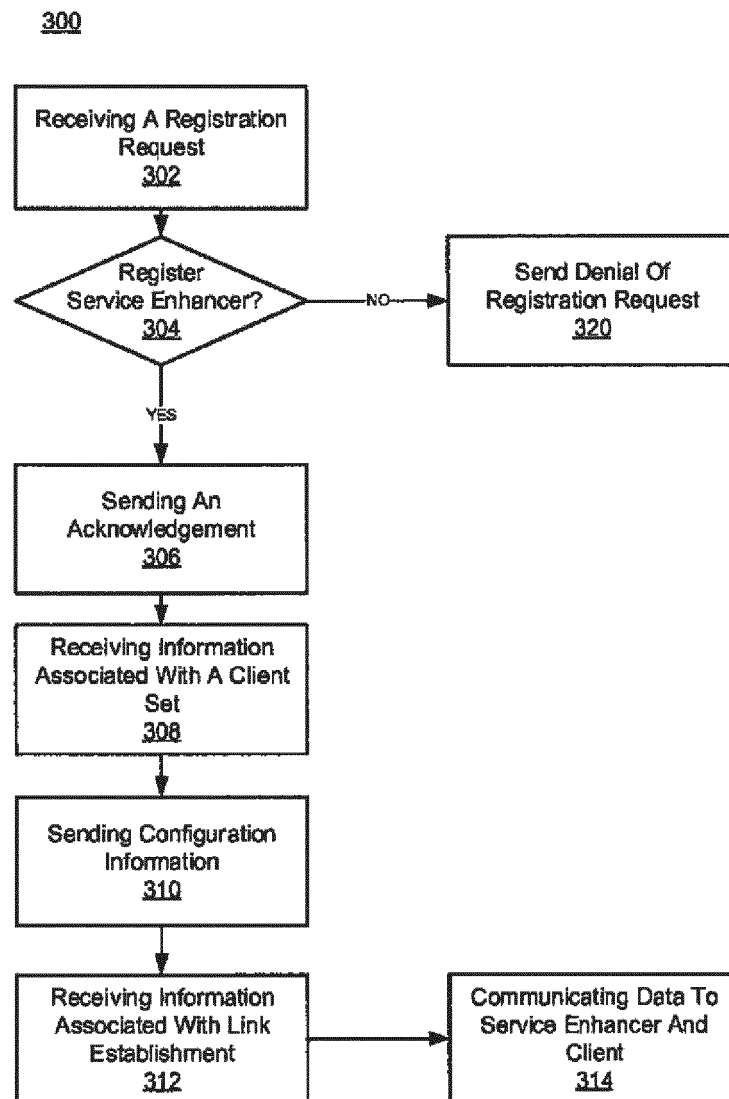 300
Receiving A Registration
Request
302
Register
Service Enhancer?
304
NO
Send Denial Of
Registration Request
320
YES
Sending An
Acknowledgement
306
Receiving Information
Associated With A Client
Set
308
Sending Configuration
Information
310
Receiving Information
Associated With Link
Establishment
312
Communicating Data To
Service Enhancer And
Client
314